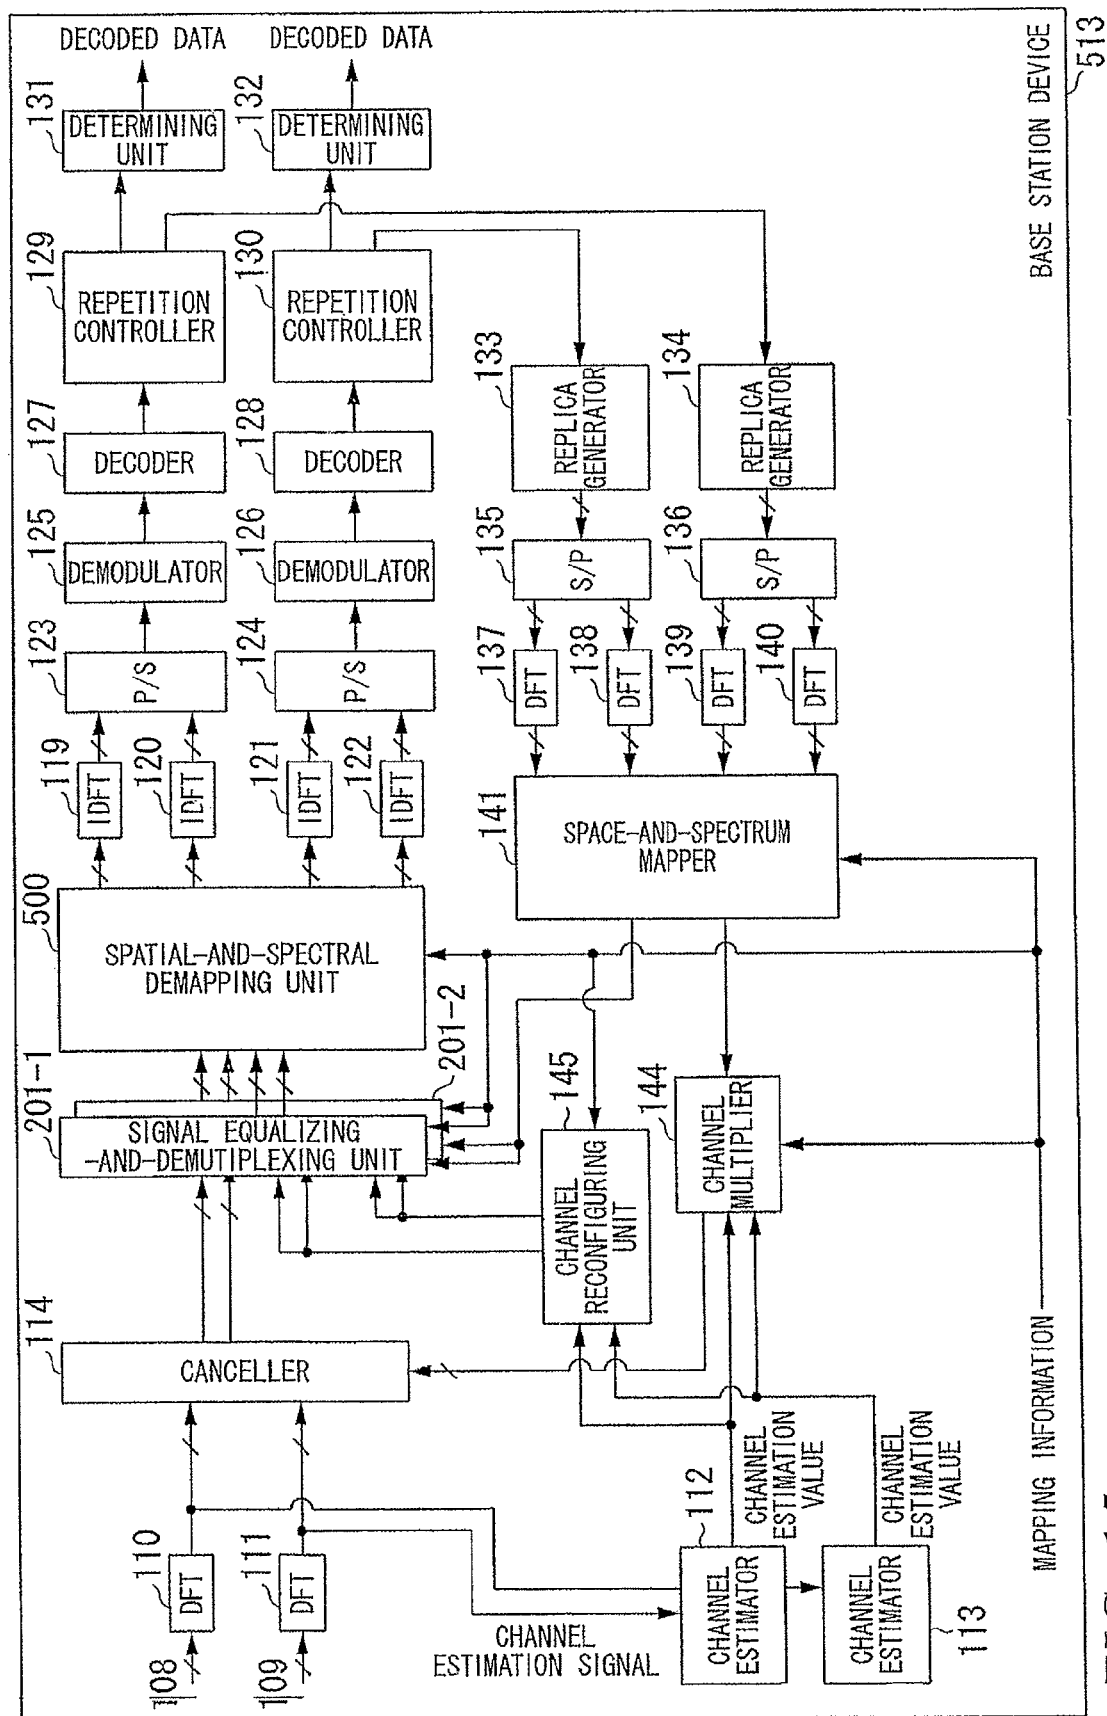 DECODED DATA
DECODED DATA
131
DETERMINING
UNIT
132
DETERMINING
UNIT
129
REPETITION
CONTROLLER
130
REPETITION
CONTROLLER
127
DECODER
128
DECODER
125
DEMODULATOR
126
DEMODULATOR
123
P/S
124
P/S
119
IDFT
120
IDFT
121
IDFT
122
IDFT
500
SPATIAL-AND-SPECTRAL
DEMAPPING UNIT
201-1
201-2
SIGNAL EQUALIZING
-AND-DEMUTIPLEXING UNIT
114
CANCELLER
110
DFT
111
DFT
108
109
133
REPLICA
GENERATOR
134
REPLICA
GENERATOR
135
S/P
136
S/P
137
DFT
138
DFT
139
DFT
140
DFT
141
SPACE-AND-SPECTRUM
MAPPER
145
CHANNEL
RECONFIGURING
UNIT
144
CHANNEL
MULTIPLIER
112
CHANNEL
ESTIMATOR
CHANNEL
ESTIMATION
VALUE
113
CHANNEL
ESTIMATOR
CHANNEL
ESTIMATION
VALUE
CHANNEL
ESTIMATION SIGNAL
MAPPING INFORMATION
BASE STATION DEVICE
513